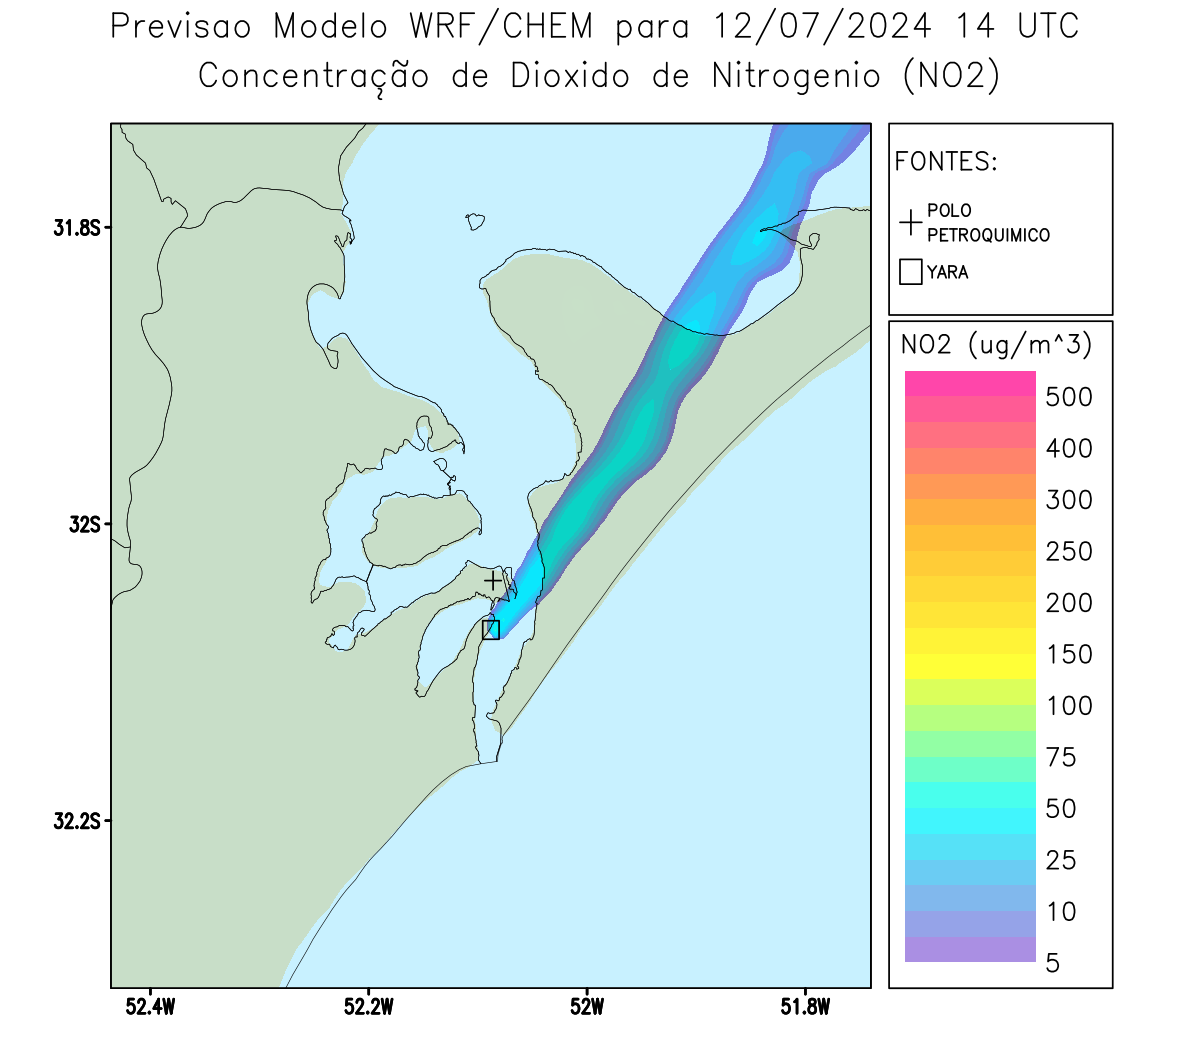 Previsao Modelo WRF/CHEM para 12/07/2024 14 UTC
Concentração de Dioxido de Nitrogenio (NO2)
FONTES:
POLO
PETROQUIMICO
YARA
NO2 (ug/m^3)
500
400
300
250
200
150
100
75
50
25
10
5
31.8S
32S
32.2S
52.4W
52.2W
52W
51.8W